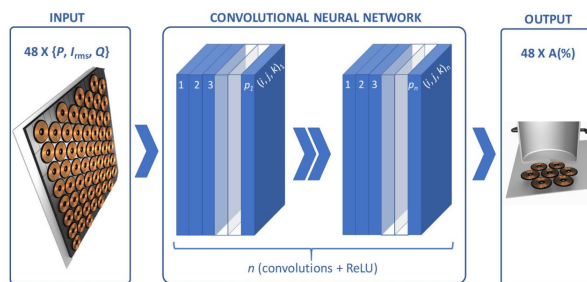 INPUT
48 X {P, Irms, Q}
CONVOLUTIONAL NEURAL NETWORK
1 2 3 p1 (i, j, k)1
1 2 3 pn (i, j, k)n
n (convolutions + ReLU)
OUTPUT
48 X A(%)